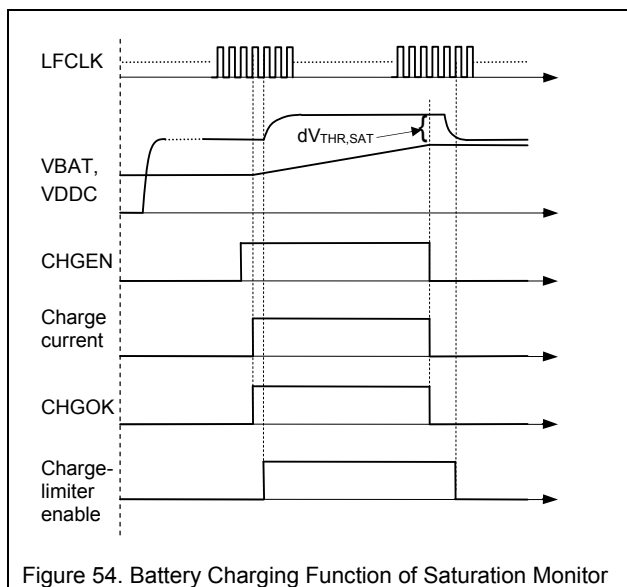 LFCLK
dVTHR,SAT
VBAT,
VDDC
CHGEN
Charge
current
CHGOK
Charge-
limiter
enable
Figure 54. Battery Charging Function of Saturation Monitor